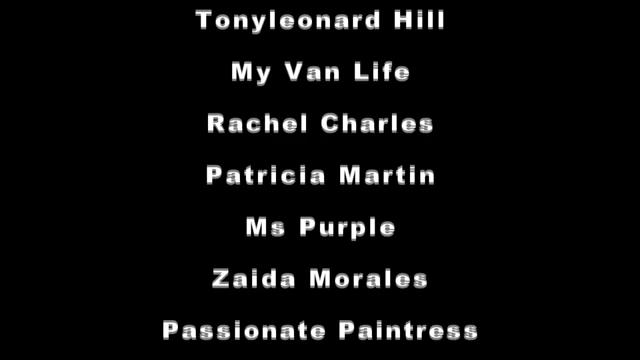 Tonyleonard Hill
My Van Life
Rachel Charles
Patricia Martin
Ms Purple
Zaida Morales
Passionate Paintress